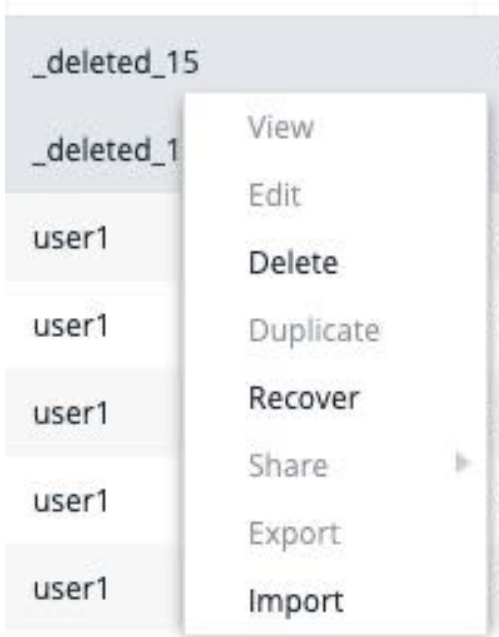 _deleted_15
_deleted_1
user1
user1
user1
user1
user1
View
Edit
Delete
Duplicate
Recover
Share
Export
Import